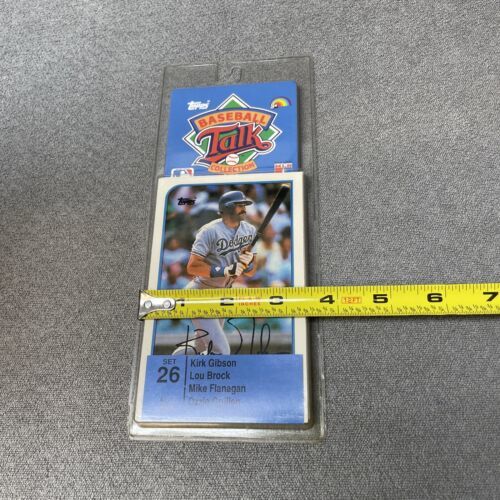 Topps
BASEBALL
Talk
COLLECTION
Topps
Dodgers
1 2 3 4 5 6 7
INCHES
12FT
SET
26
Kirk Gibson
Lou Brock
Mike Flanagan